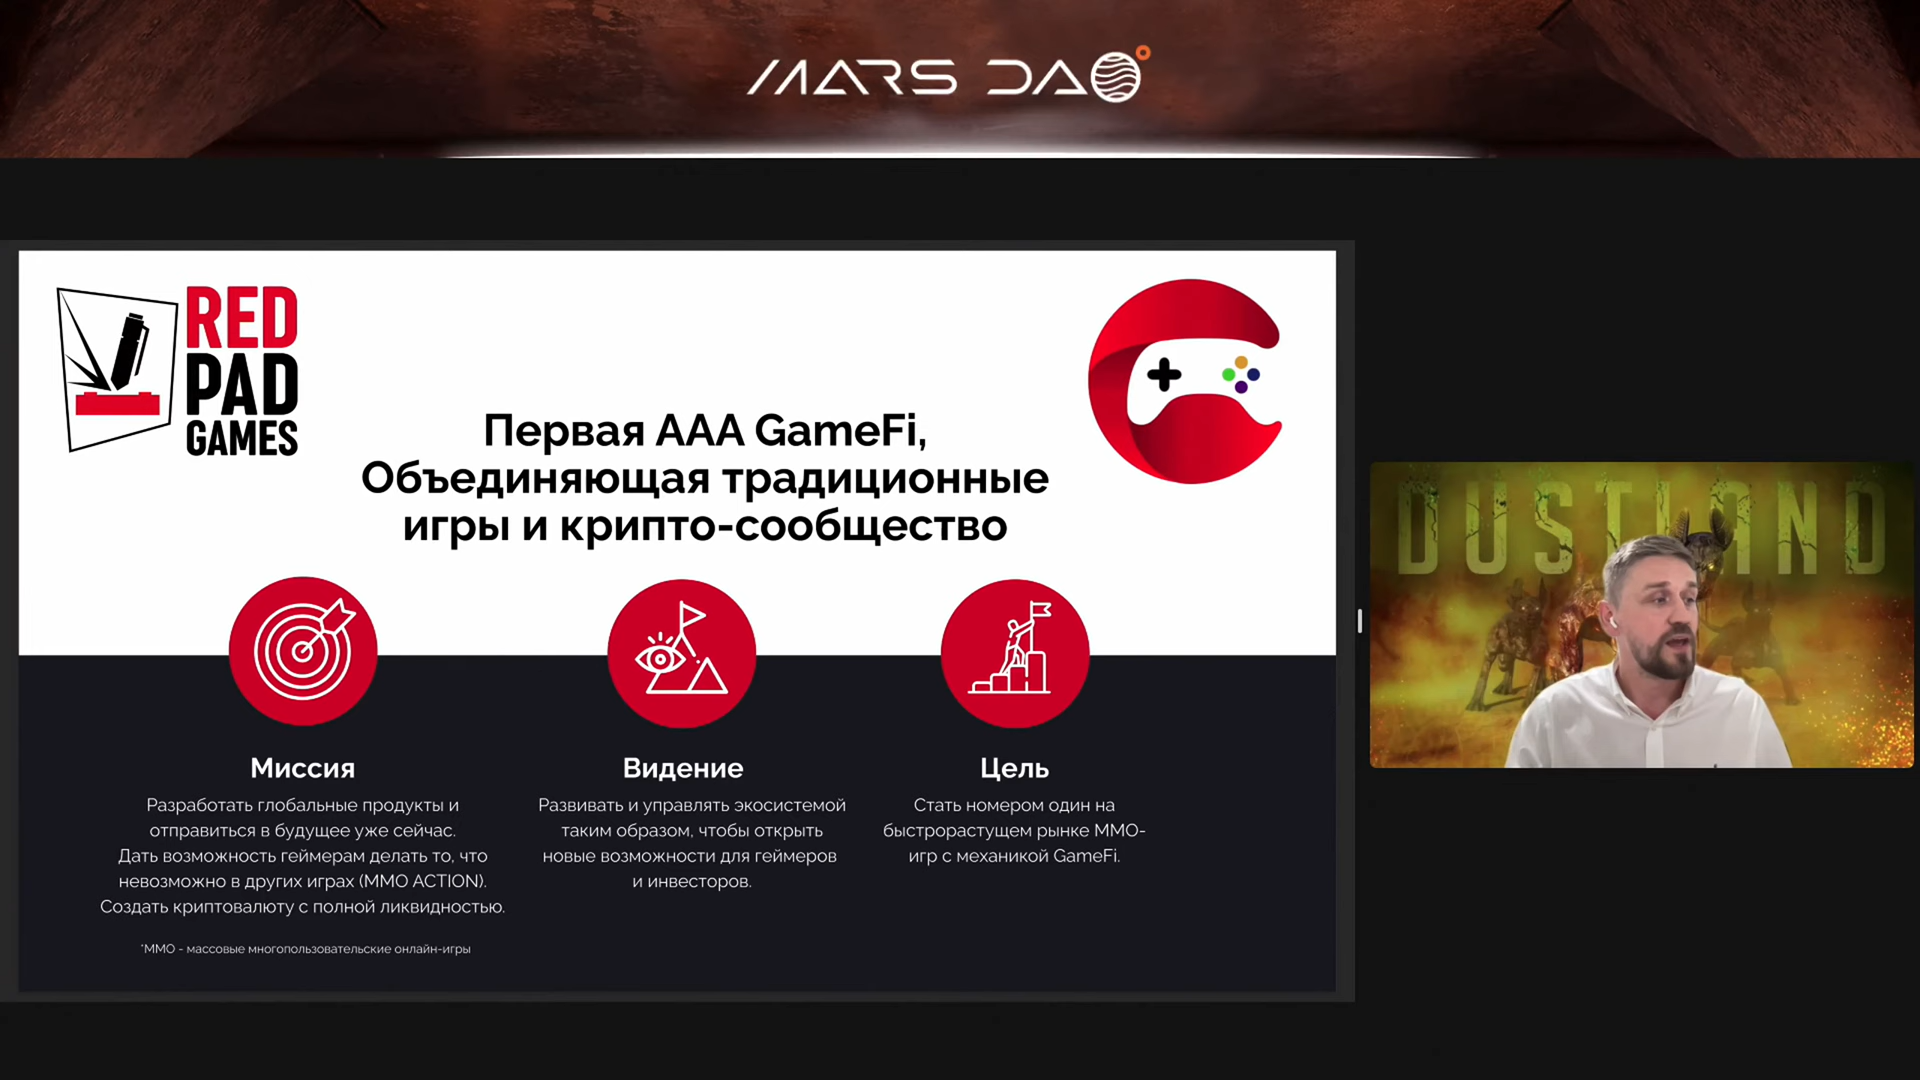 MARS DAO
RED
PAD
GAMES
Первая AAA GameFi,
Объединяющая традиционные
игры и крипто-сообщество
Миссия
Разработать глобальные продукты и
отправиться в будущее уже сейчас.
Дать возможность геймерам делать то, что
невозможно в других играх (MMO ACTION).
Создать криптовалюту с полной ликвидностью.
*MMO - массовые многопользовательские онлайн-игры
Видение
Развивать и управлять экосистемой
таким образом, чтобы открыть
новые возможности для геймеров
и инвесторов.
Цель
Стать номером один на
быстрорастущем рынке MMO-
игр с механикой GameFi.
DUSTLAND